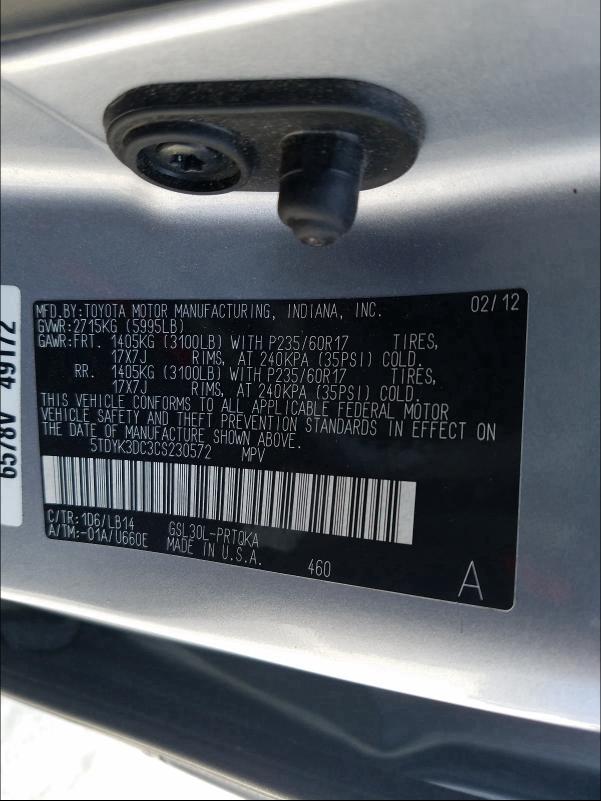 MFD.BY:TOYOTA MOTOR MANUFACTURING, INDIANA, INC. 02/12
GVWR:2715KG (5995LB)
GAWR:FRT. 1405KG (3100LB) WITH P235/60R17 TIRES,
17X7J RIMS, AT 240KPA (35PSI) COLD.
RR. 1405KG (3100LB) WITH P235/60R17 TIRES,
17X7J RIMS, AT 240KPA (35PSI) COLD.
THIS VEHICLE CONFORMS TO ALL APPLICABLE FEDERAL MOTOR
VEHICLE SAFETY AND THEFT PREVENTION STANDARDS IN EFFECT ON
THE DATE OF MANUFACTURE SHOWN ABOVE.
5TDYK3DC3CS230572 MPV
C/TR:1D6/LB14 GSL30L-PRTQKA
A/TM:-01A/U660E MADE IN U.S.A.
460 A
6578V 49172